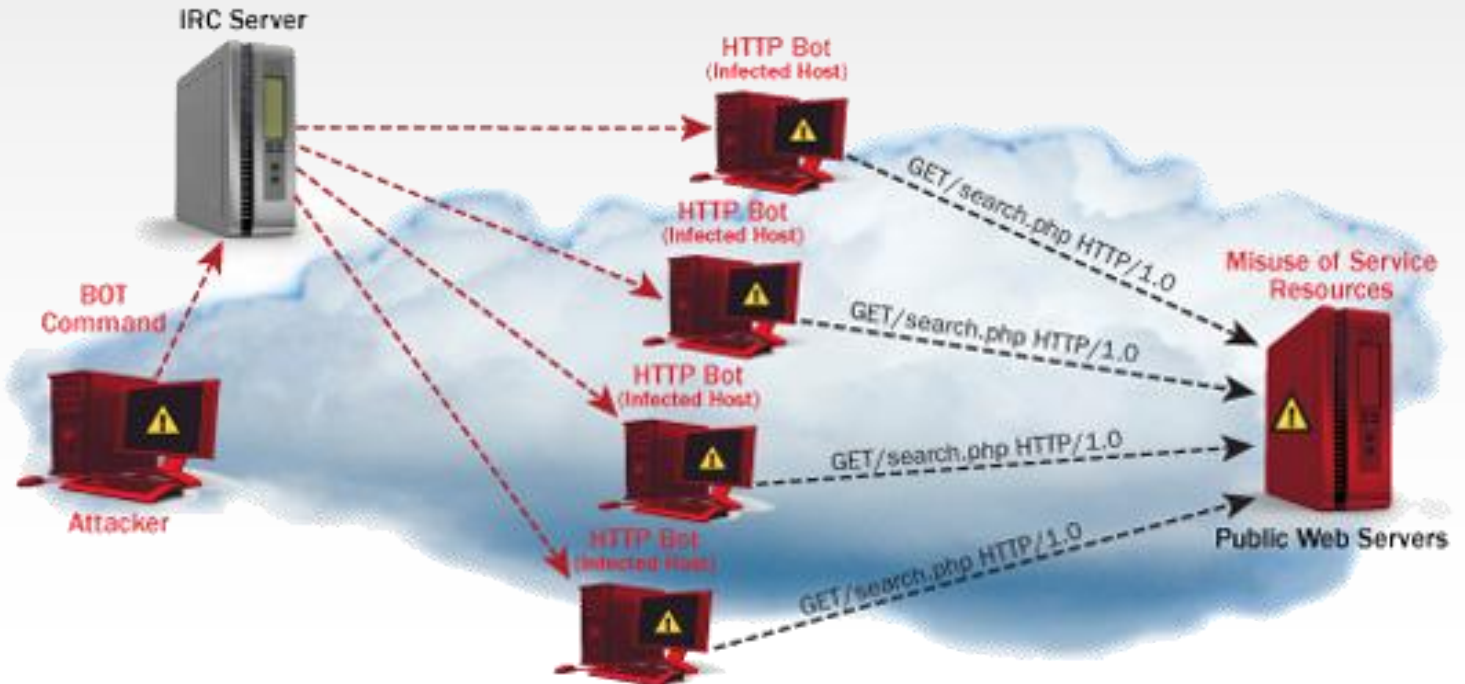 IRC Server
HTTP Bot
(Infected Host)
GET/search.php HTTP/1.0
HTTP Bot
(Infected Host)
Misuse of Service
Resources
BOT
Command
GET/search.php HTTP/1.0
HTTP Bot
(Infected Host)
GET/search.php HTTP/1.0
Attacker
HTTP Bot
(Infected Host)
GET/search.php HTTP/1.0
Public Web Servers